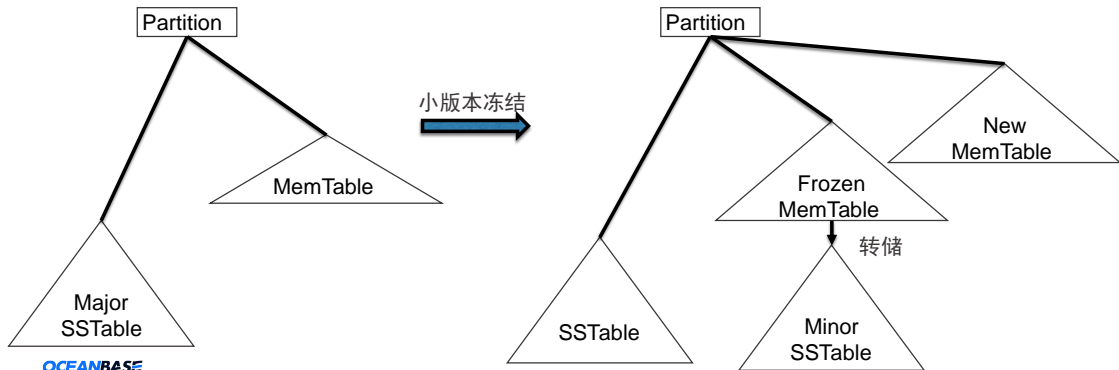 Partition
MemTable
Major
SSTable
OCEANBASE
小版本冻结
Partition
New
MemTable
Frozen
MemTable
转储
SSTable
Minor
SSTable